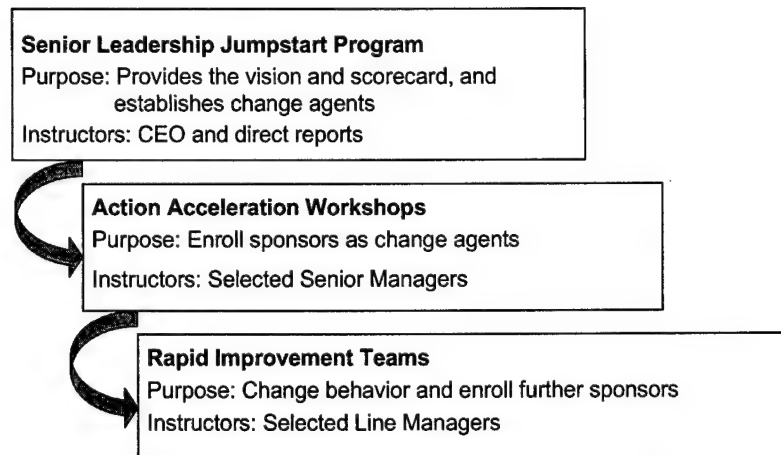 Senior Leadership Jumpstart Program
Purpose: Provides the vision and scorecard, and
establishes change agents
Instructors: CEO and direct reports
Action Acceleration Workshops
Purpose: Enroll sponsors as change agents
Instructors: Selected Senior Managers
Rapid Improvement Teams
Purpose: Change behavior and enroll further sponsors
Instructors: Selected Line Managers